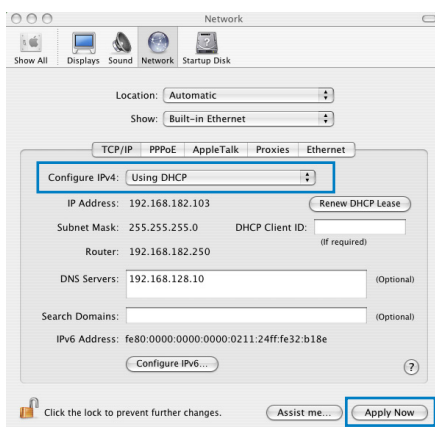 Network
Show All Displays Sound Network Startup Disk
Location: Automatic
Show: Built-in Ethernet
TCP/IP PPPoE AppleTalk Proxies Ethernet
Configure IPv4: Using DHCP
IP Address: 192.168.182.103 Renew DHCP Lease
Subnet Mask: 255.255.255.0 DHCP Client ID:
(If required)
Router: 192.168.182.250
DNS Servers: 192.168.128.10 (Optional)
Search Domains: (Optional)
IPv6 Address: fe80:0000:0000:0000:0211:24ff:fe32:b18e
Configure IPv6... ?
Click the lock to prevent further changes. Assist me... Apply Now